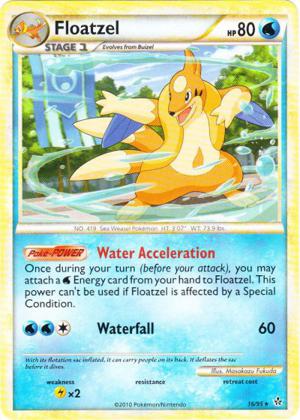 Floatzel HP 80
STAGE 1 Evolves from Buizel
NO. 419 Sea Weasel Pokémon HT: 3'07" WT: 73.9 lbs.
Poké-POWER Water Acceleration
Once during your turn (before your attack), you may
attach a Energy card from your hand to Floatzel. This
power can't be used if Floatzel is affected by a Special
Condition.
Waterfall 60
Illus. Masakazu Fukuda
With its flotation sac inflated, it can carry people on its back. It deflates the
sac before it dives.
weakness resistance retreat cost
×2
©2010 Pokémon/Nintendo 16/95 ★